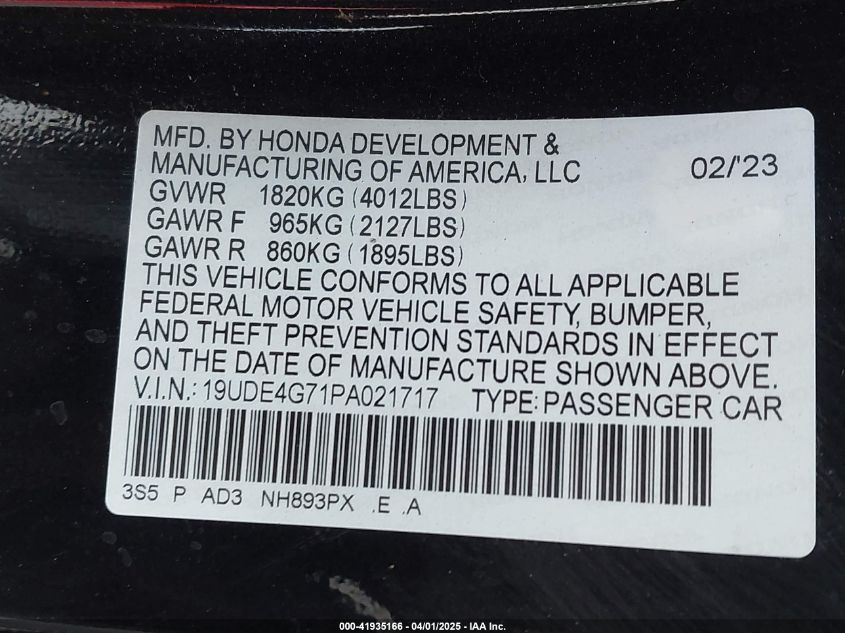 MFD. BY HONDA DEVELOPMENT &
MANUFACTURING OF AMERICA, LLC 02/'23
GVWR 1820KG (4012LBS)
GAWR F 965KG (2127LBS)
GAWR R 860KG (1895LBS)
THIS VEHICLE CONFORMS TO ALL APPLICABLE
FEDERAL MOTOR VEHICLE SAFETY, BUMPER,
AND THEFT PREVENTION STANDARDS IN EFFECT
ON THE DATE OF MANUFACTURE SHOWN ABOVE.
V.I.N.: 19UDE4G71PA021717 TYPE: PASSENGER CAR
3S5 P AD3 NH893PX .E .A
000-41935166 - 04/01/2025 - IAA Inc.